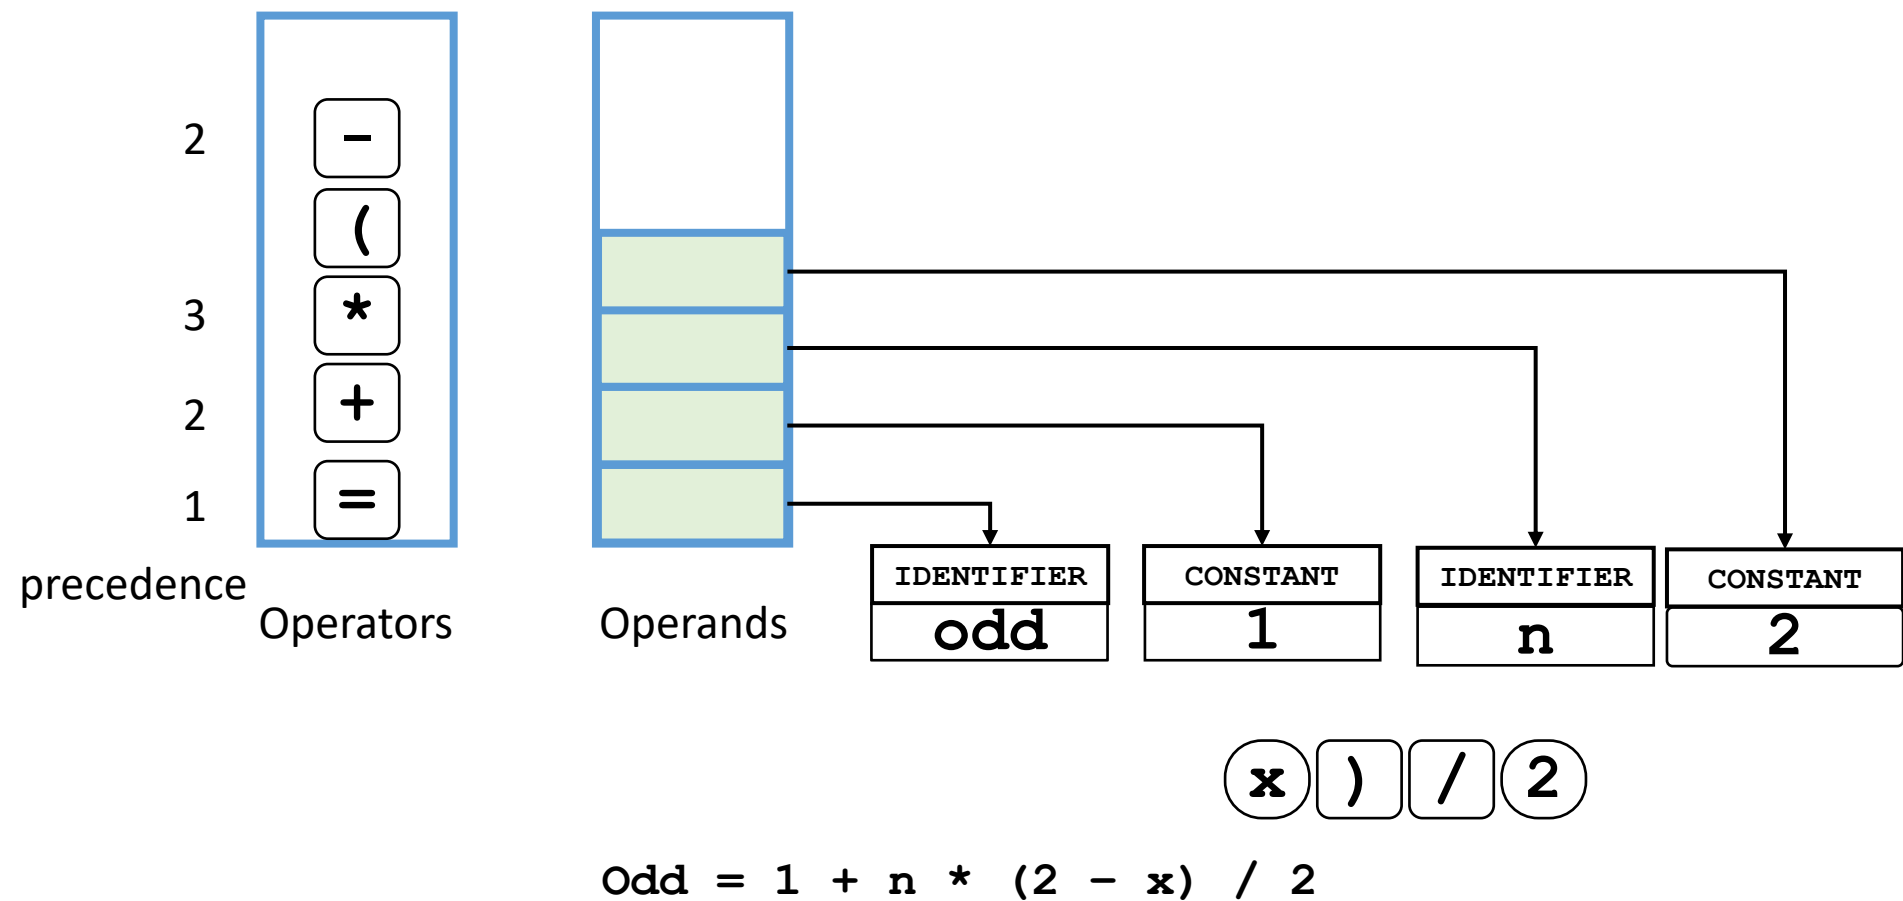 2 -
(
3 *
2 +
1 =
precedence
Operators
Operands
IDENTIFIER CONSTANT IDENTIFIER CONSTANT
odd 1 n 2
x ) / 2
Odd = 1 + n * (2 – x) / 2